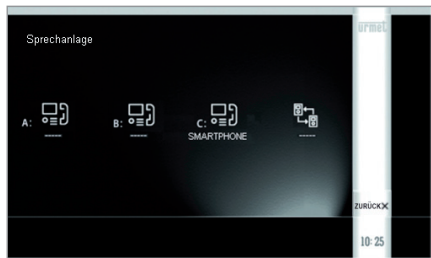 urmet
Sprechanlage
A: -----
B: -----
C: SMARTPHONE
-----
ZURÜCK X
10:25